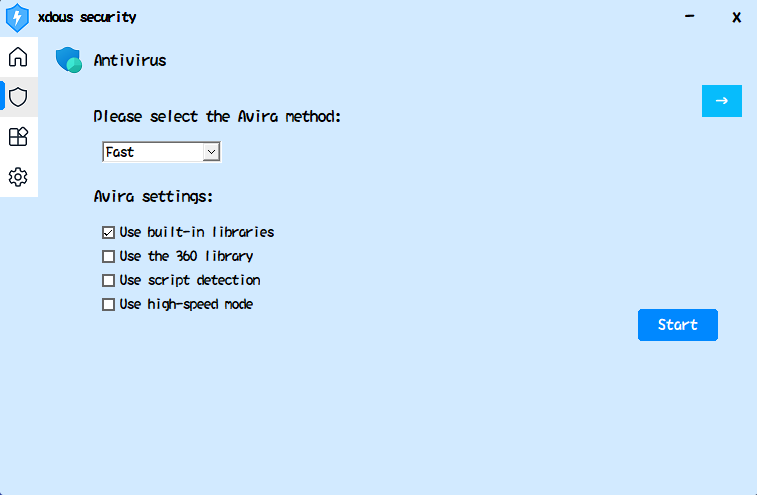 xdous security
Antivirus
→
Please select the Avira method:
Fast
Avira settings:
Use built-in libraries
Use the 360 library
Use script detection
Use high-speed mode
Start